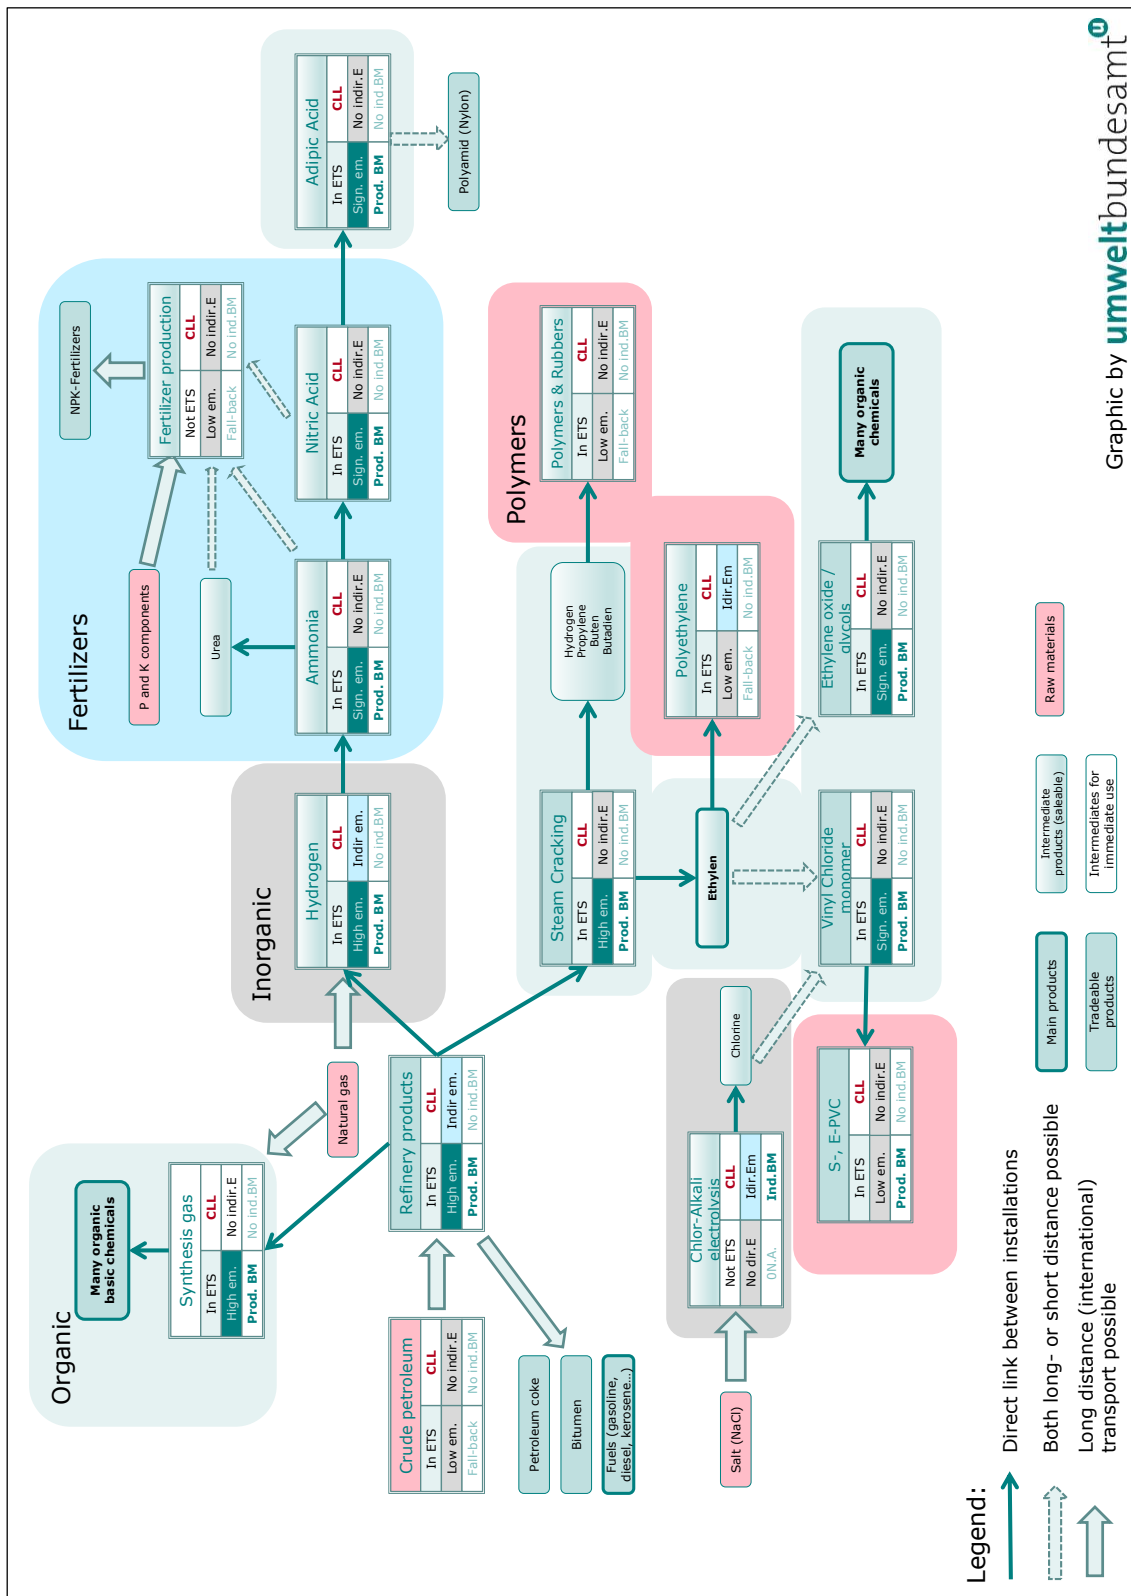 Organic
Many organic
basic chemicals
Synthesis gas
In ETS
CLL
High em.
No indir.E
Prod. BM
No ind.BM
Natural gas
Crude petroleum
In ETS
CLL
Low em.
No indir.E
Fall-back
No ind.BM
Refinery products
In ETS
CLL
High em.
Indir em.
Prod. BM
No ind.BM
Petroleum coke
Bitumen
Fuels (gasoline,
diesel, kerosene...)
Inorganic
Hydrogen
In ETS
CLL
High em.
Indir em.
Prod. BM
No ind.BM
Fertilizers
P and K components
Urea
Ammonia
In ETS
CLL
Sign. em.
No indir.E
Prod. BM
No ind.BM
NPK-Fertilizers
Fertilizer production
Not ETS
CLL
Low em.
No indir.E
Fall-back
No ind.BM
Nitric Acid
In ETS
CLL
Sign. em.
No indir.E
Prod. BM
No ind.BM
Adipic Acid
In ETS
CLL
Sign. em.
No indir.E
Prod. BM
No ind.BM
Polyamid (Nylon)
Steam Cracking
In ETS
CLL
High em.
No indir.E
Prod. BM
No ind.BM
Hydrogen
Propylene
Buten
Butadien
Polymers
Polymers & Rubbers
In ETS
CLL
Low em.
No indir.E
Fall-back
No ind.BM
Ethylen
Polyethylene
In ETS
CLL
Low em.
Idir.Em
Fall-back
No ind.BM
Salt (NaCl)
Chlor-Alkali
electrolysis
Not ETS
CLL
No dir.E
Idir.Em
0N.A.
Ind.BM
Chlorine
S-, E-PVC
In ETS
CLL
Low em.
No indir.E
Prod. BM
No ind.BM
Vinyl Chloride
monomer
In ETS
CLL
Sign. em.
No indir.E
Prod. BM
No ind.BM
Ethylene oxide /
glycols
In ETS
CLL
Sign. em.
No indir.E
Prod. BM
No ind.BM
Many organic
chemicals
Legend:
Direct link between installations
Both long- or short distance possible
Long distance (international)
transport possible
Main products
Tradeable
products
Intermediate
products (saleable)
Intermediates for
immediate use
Raw materials
Graphic by umweltbundesamt u